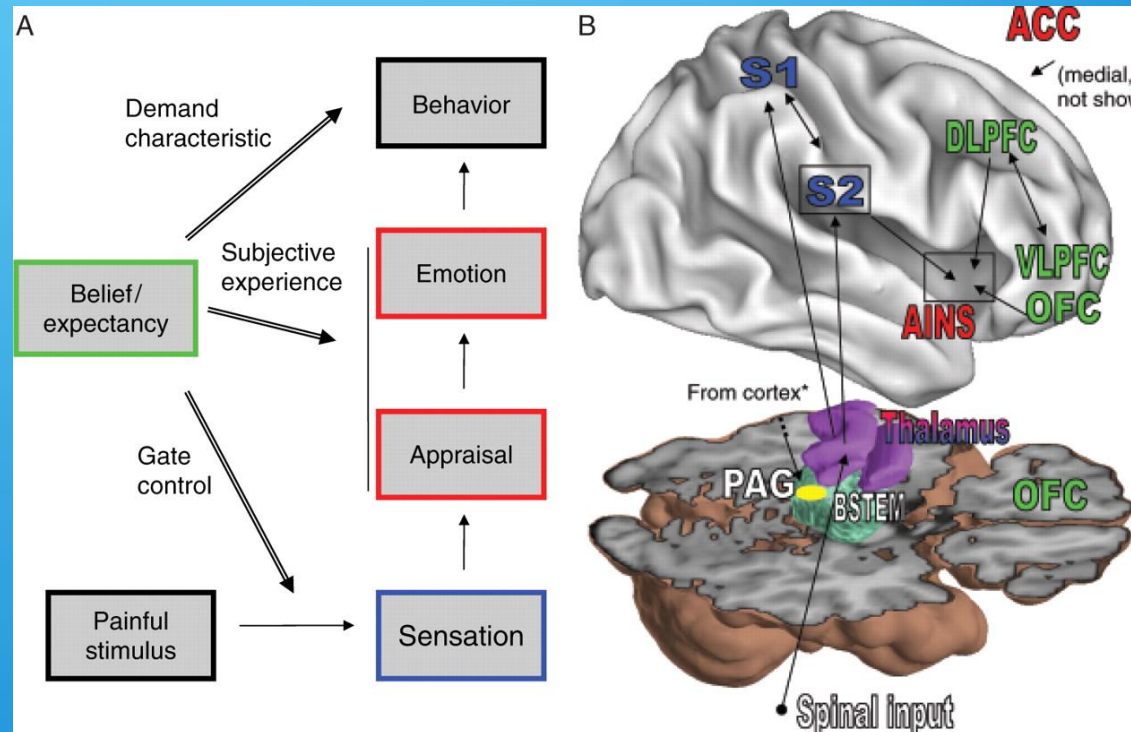 A
Demand
characteristic
Behavior
Subjective
experience
Emotion
Belief/
expectancy
Appraisal
Gate
control
Painful
stimulus
Sensation
B
ACC
(medial,
not show
S1
DLPFC
S2
VLPFC
OFC
AINS
From cortex*
Thalamus
PAG
BSTEM
OFC
Spinal input